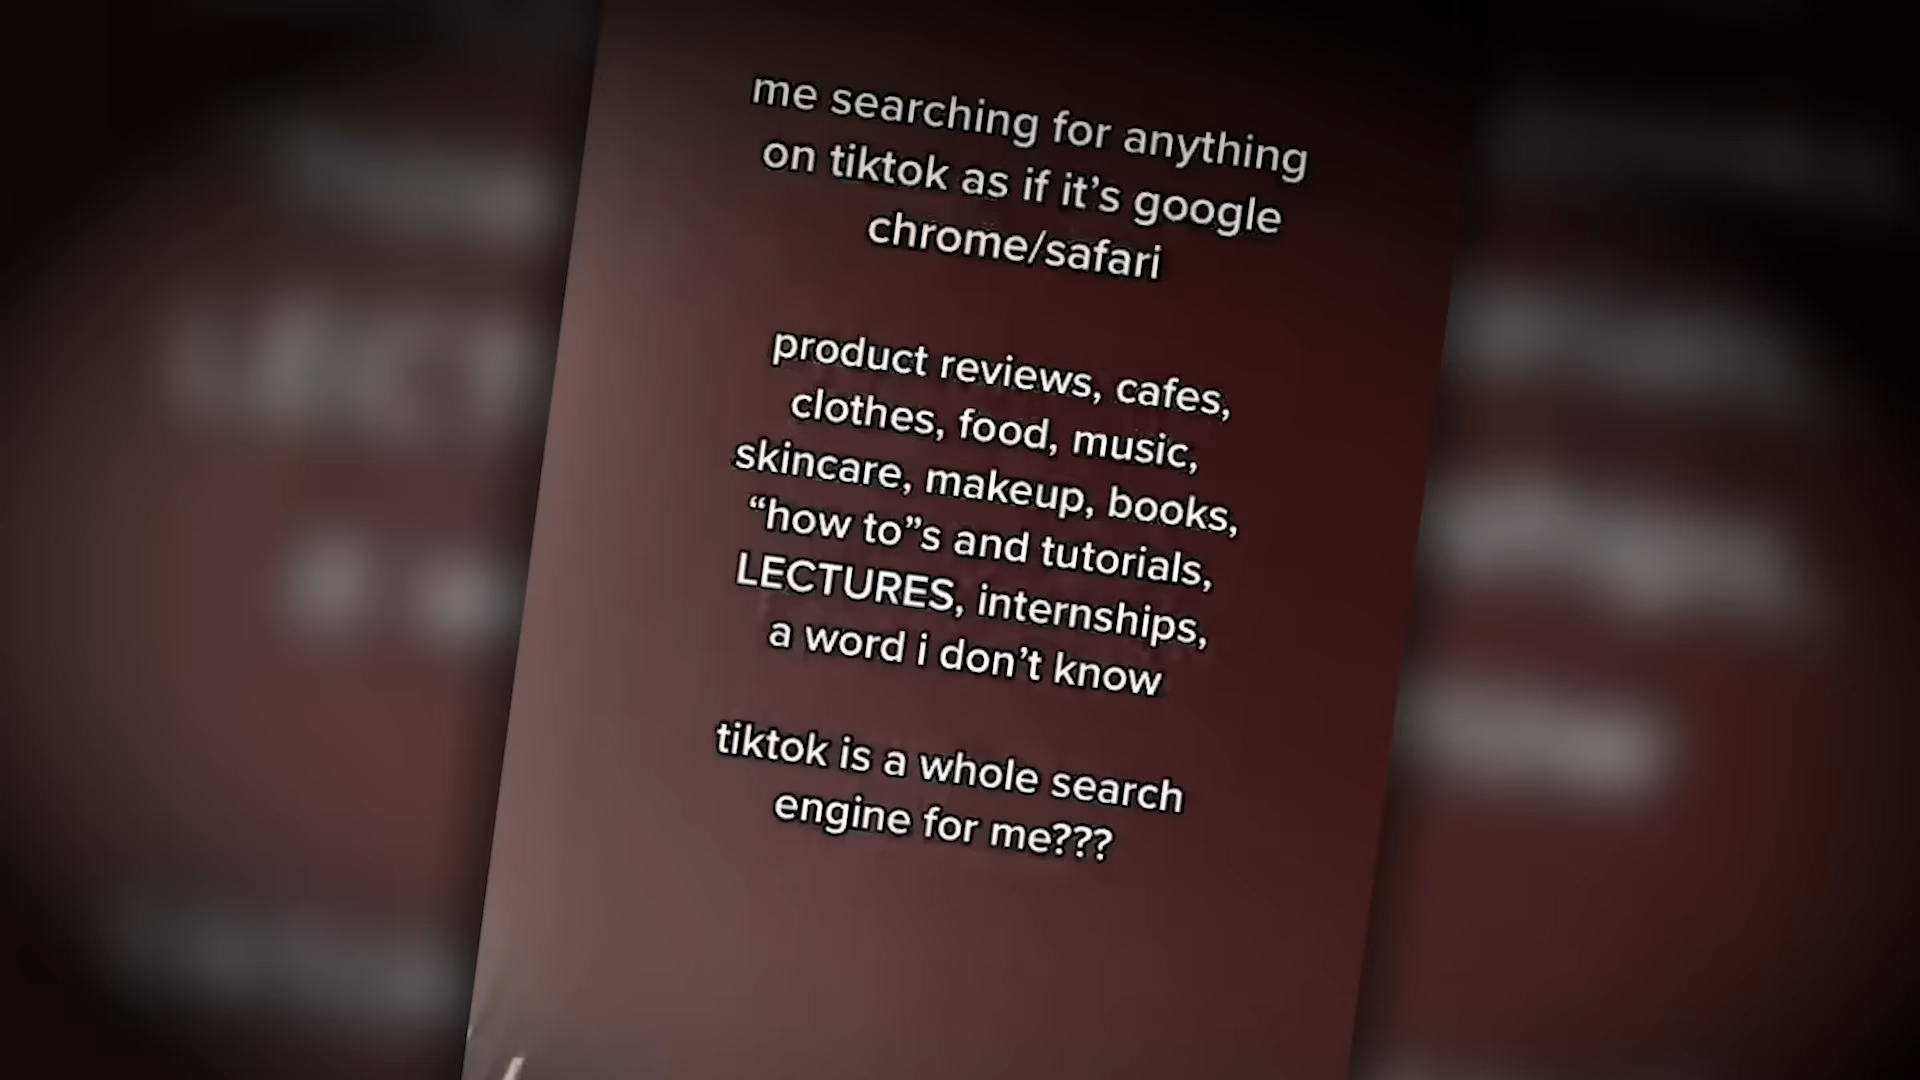 me searching for anything
on tiktok as if it’s google
chrome/safari
product reviews, cafes,
clothes, food, music,
skincare, makeup, books,
“how to”s and tutorials,
LECTURES, internships,
a word i don’t know
tiktok is a whole search
engine for me???